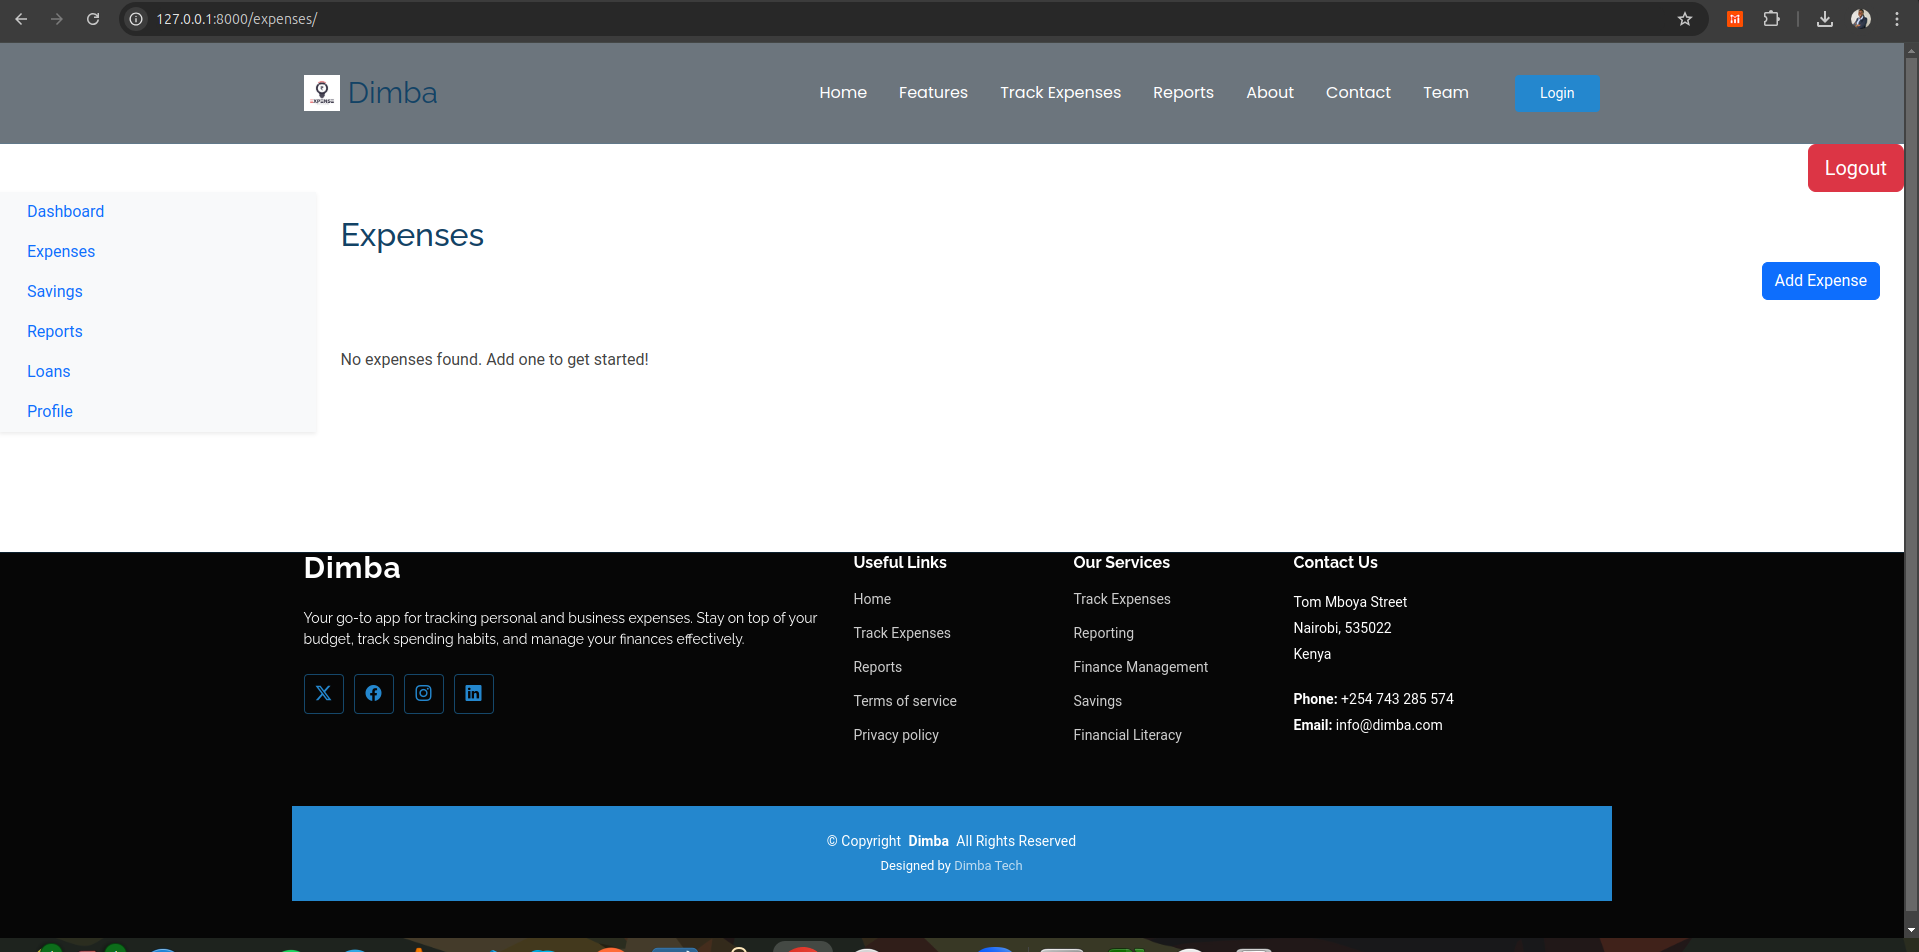 127.0.0.1:8000/expenses/
EXPENSE
Dimba
Home
Features
Track Expenses
Reports
About
Contact
Team
Login
Logout
Dashboard
Expenses
Savings
Reports
Loans
Profile
Expenses
Add Expense
No expenses found. Add one to get started!
Dimba
Your go-to app for tracking personal and business expenses. Stay on top of your
budget, track spending habits, and manage your finances effectively.
Useful Links
Home
Track Expenses
Reports
Terms of service
Privacy policy
Our Services
Track Expenses
Reporting
Finance Management
Savings
Financial Literacy
Contact Us
Tom Mboya Street
Nairobi, 535022
Kenya
Phone: +254 743 285 574
Email: info@dimba.com
© Copyright Dimba All Rights Reserved
Designed by Dimba Tech